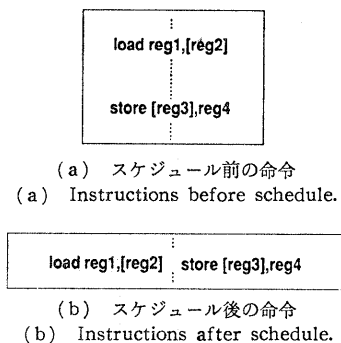 load reg1,[reg2]
store [reg3],reg4
(a) スケジュール前の命令
(a) Instructions before schedule.
load reg1,[reg2] store [reg3],reg4
(b) スケジュール後の命令
(b) Instructions after schedule.